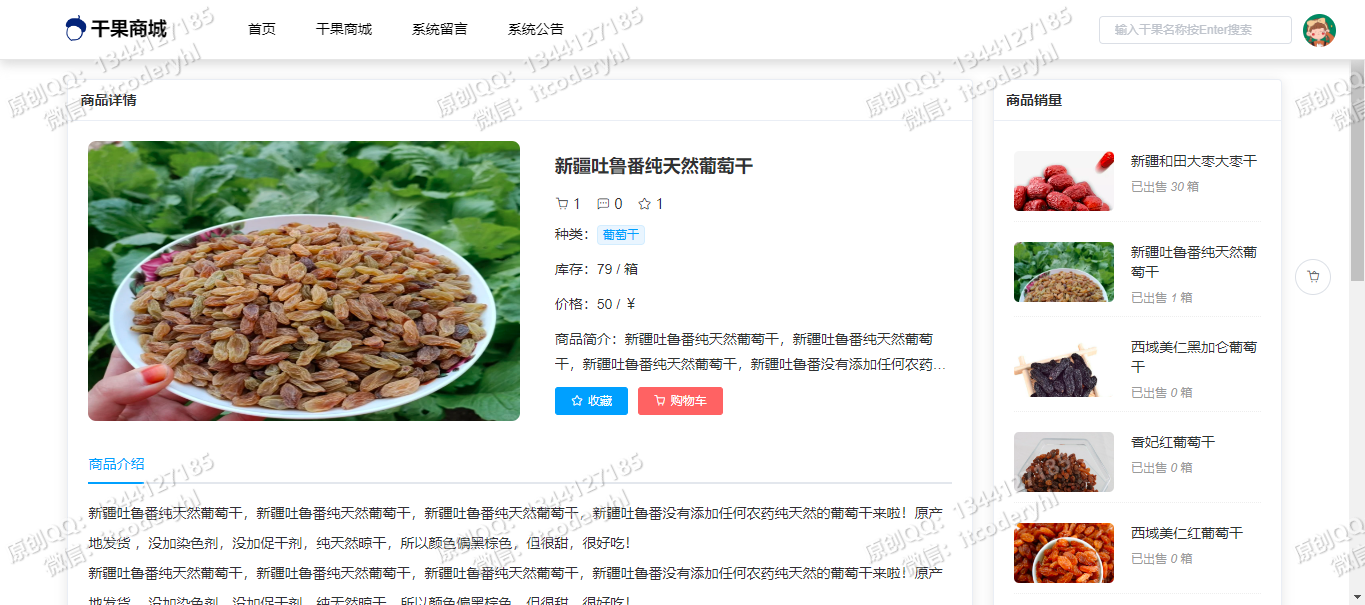 干果商城
首页
干果商城
系统留言
系统公告
输入干果名称按Enter搜索
商品详情
新疆吐鲁番纯天然葡萄干
1
0
1
种类：
葡萄干
库存：79 / 箱
价格：50 / ￥
商品简介：新疆吐鲁番纯天然葡萄干，新疆吐鲁番纯天然葡萄
干，新疆吐鲁番纯天然葡萄干，新疆吐鲁番没有添加任何农药…
收藏
购物车
商品介绍
新疆吐鲁番纯天然葡萄干，新疆吐鲁番纯天然葡萄干，新疆吐鲁番纯天然葡萄干，新疆吐鲁番没有添加任何农药纯天然的葡萄干来啦！原产
地发货 ，没加染色剂，没加促干剂，纯天然晾干，所以颜色偏黑棕色，但很甜，很好吃！
新疆吐鲁番纯天然葡萄干，新疆吐鲁番纯天然葡萄干，新疆吐鲁番纯天然葡萄干，新疆吐鲁番没有添加任何农药纯天然的葡萄干来啦！原产
地发货 ，没加染色剂，没加促干剂，纯天然晾干，所以颜色偏黑棕色，但很甜，很好吃！
商品销量
新疆和田大枣大枣干
已出售 30 箱
新疆吐鲁番纯天然葡萄
干
已出售 1 箱
西域美仁黑加仑葡萄
干
已出售 0 箱
香妃红葡萄干
已出售 0 箱
西域美仁红葡萄干
已出售 0 箱
原创QQ：1344127185
微信：itcoderyhl
原创QQ：1344127185
微信：itcoderyhl
原创QQ：1344127185
微信：itcoderyhl
原创QQ
微信
原创QQ：1344127185
微信：itcoderyhl
原创QQ：1344127185
微信：itcoderyhl
原创QQ：1344127185
微信：itcoderyhl
原创QQ
微信